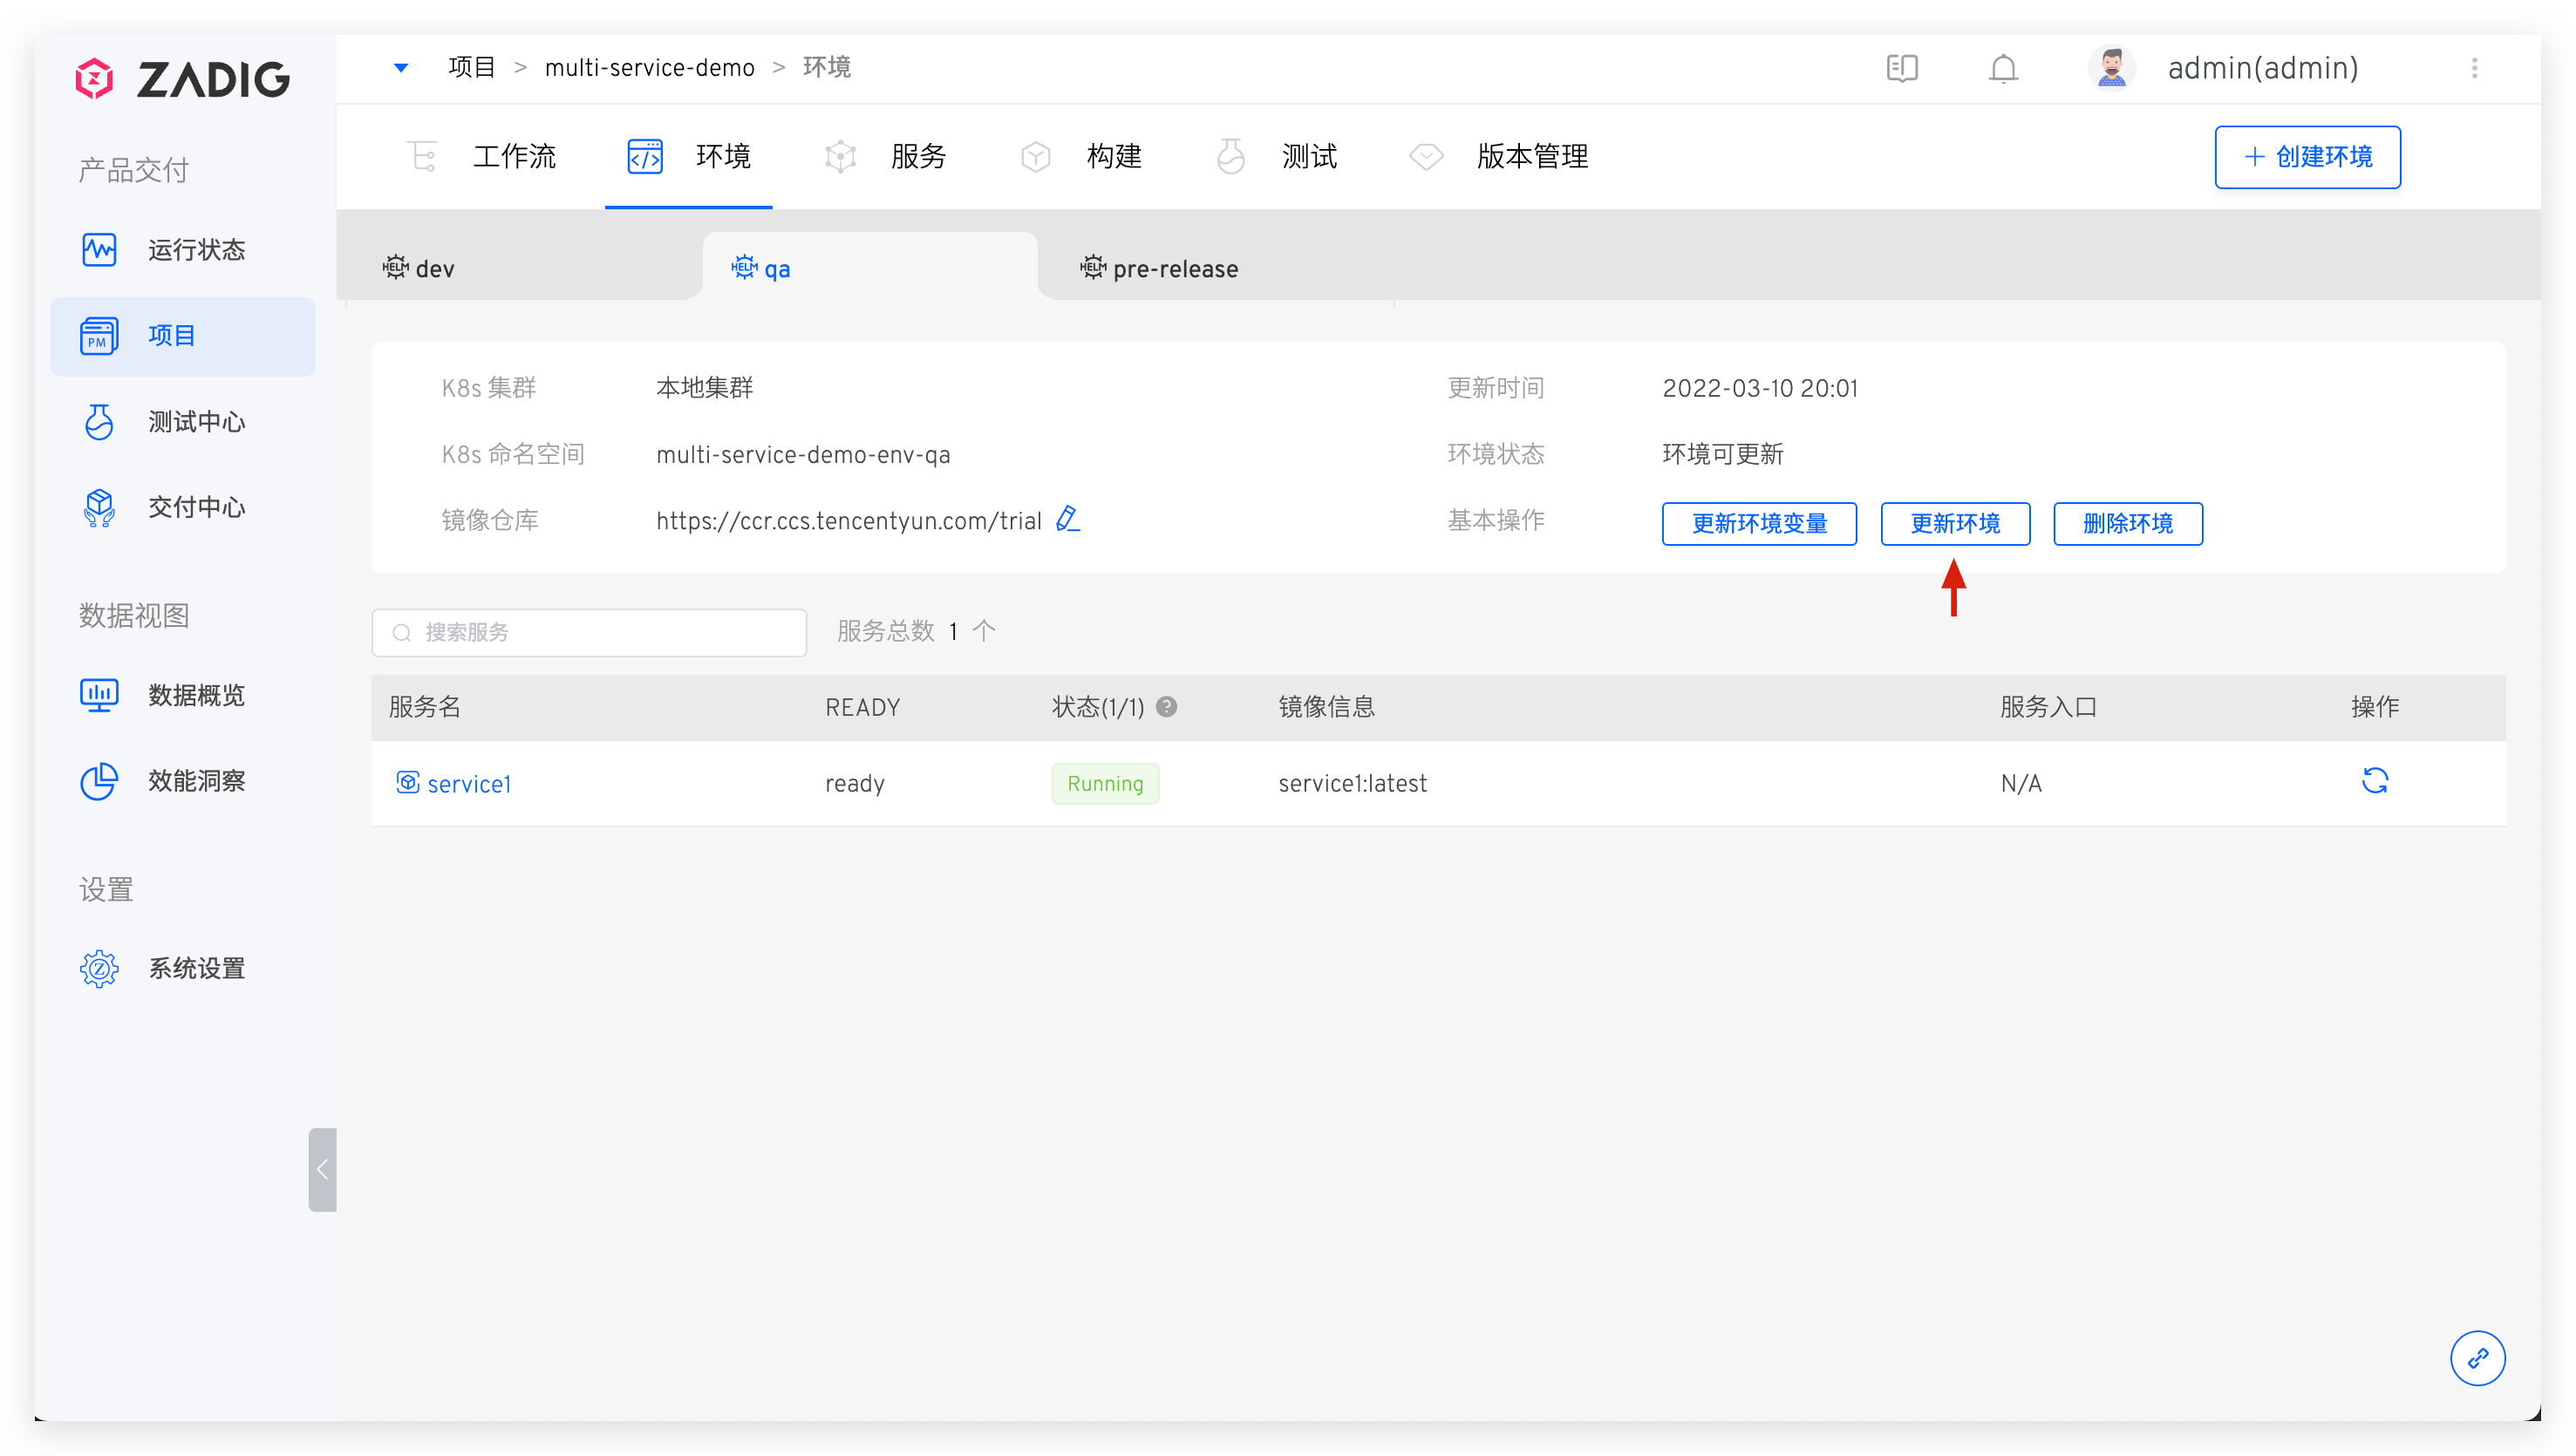 ZADIG
项目 > multi-service-demo > 环境
admin(admin)
工作流 环境 服务 构建 测试 版本管理
+ 创建环境
产品交付
运行状态
PM 项目
测试中心
交付中心
数据视图
数据概览
效能洞察
设置
Z 系统设置
HELM dev
HELM qa
HELM pre-release
K8s 集群 本地集群 更新时间 2022-03-10 20:01
K8s 命名空间 multi-service-demo-env-qa 环境状态 环境可更新
镜像仓库 https://ccr.ccs.tencentyun.com/trial 基本操作 更新环境变量 更新环境 删除环境
搜索服务 服务总数 1 个
服务名 READY 状态(1/1) ? 镜像信息 服务入口 操作
service1 ready Running service1:latest N/A